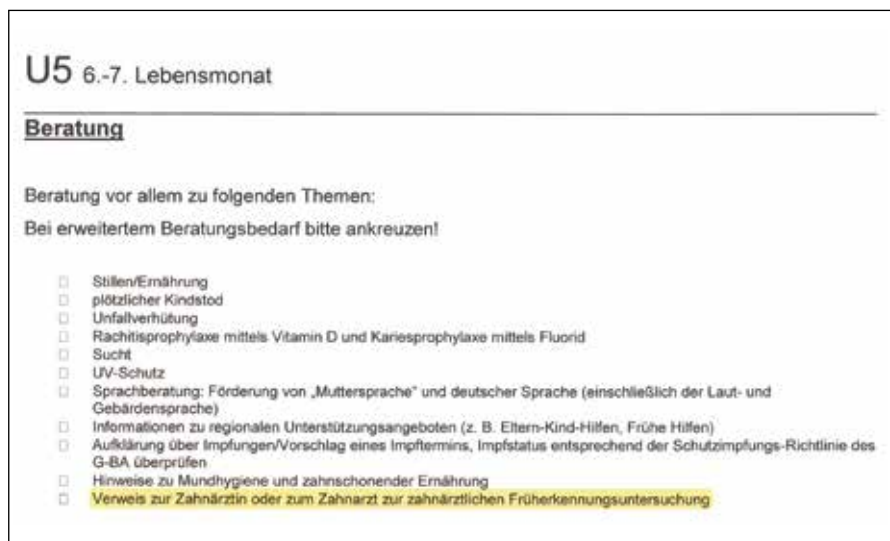 U5 6.-7. Lebensmonat
Beratung
Beratung vor allem zu folgenden Themen:
Bei erweitertem Beratungsbedarf bitte ankreuzen!
Stillen/Ernährung
plötzlicher Kindstod
Unfallverhütung
Rachitisprophylaxe mittels Vitamin D und Kariesprophylaxe mittels Fluorid
Sucht
UV-Schutz
Sprachberatung: Förderung von „Muttersprache“ und deutscher Sprache (einschließlich der Laut- und
Gebärdensprache)
Informationen zu regionalen Unterstützungsangeboten (z. B. Eltern-Kind-Hilfen, Frühe Hilfen)
Aufklärung über Impfungen/Vorschlag eines Impftermins, Impfstatus entsprechend der Schutzimpfungs-Richtlinie des
G-BA überprüfen
Hinweise zu Mundhygiene und zahnschonender Ernährung
Verweis zur Zahnärztin oder zum Zahnarzt zur zahnärztlichen Früherkennungsuntersuchung